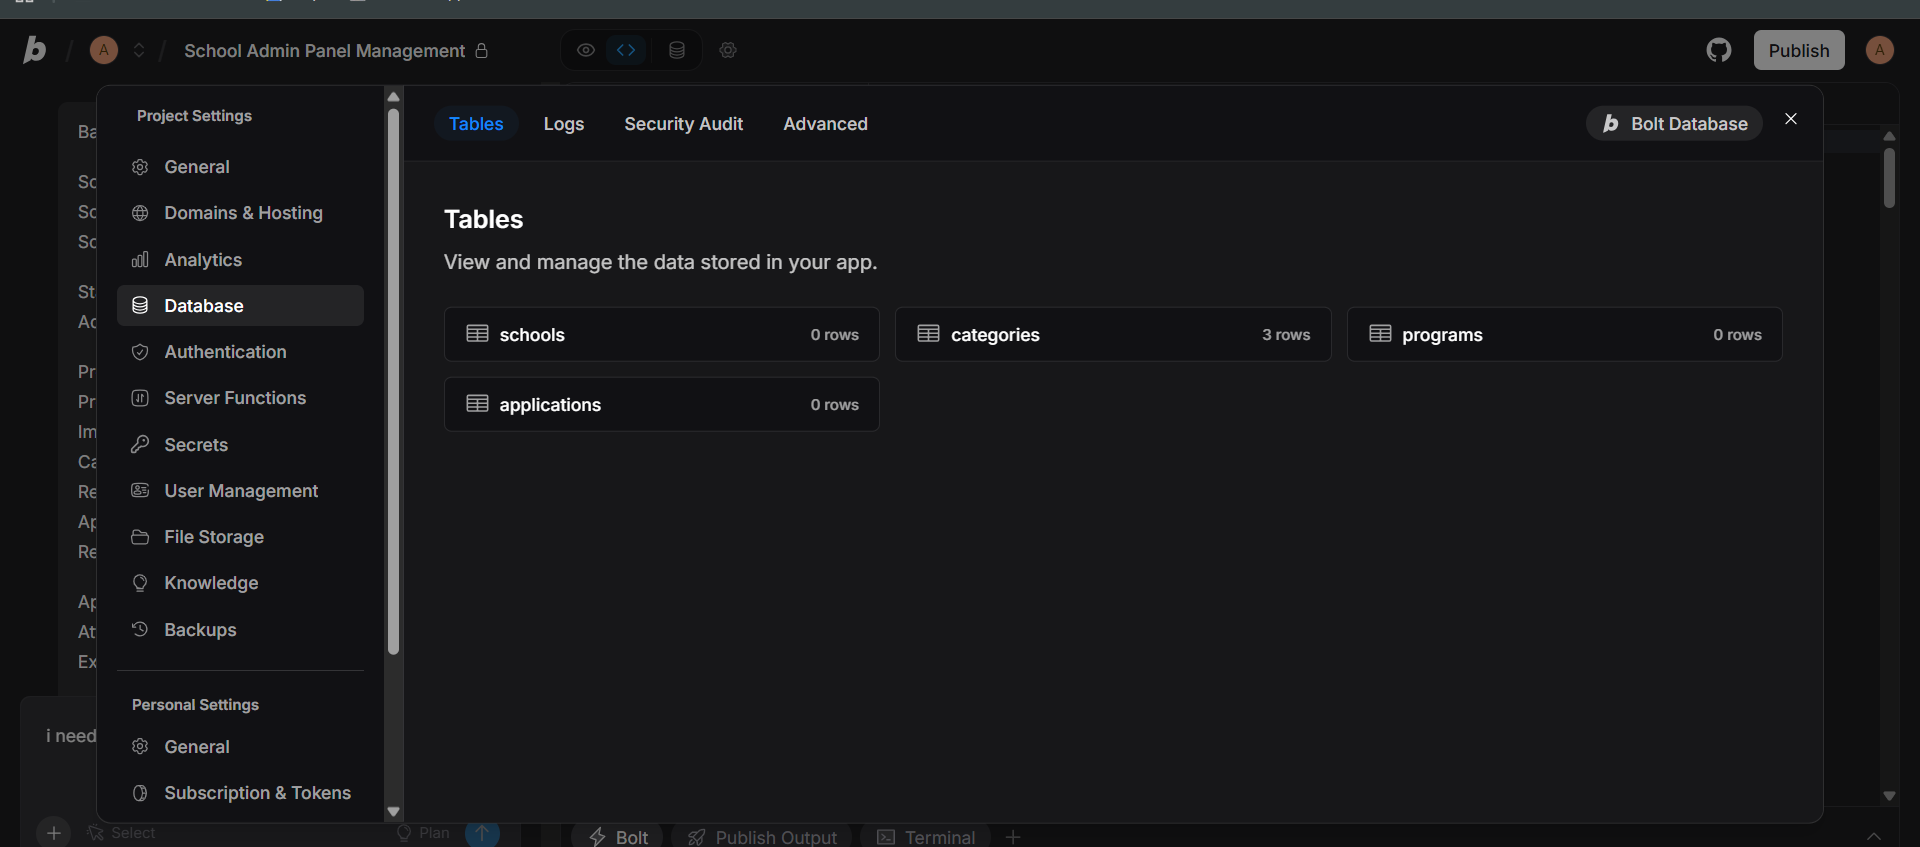 b / A / School Admin Panel Management
Publish
A
Project Settings
General
Domains & Hosting
Analytics
Database
Authentication
Server Functions
Secrets
User Management
File Storage
Knowledge
Backups
Personal Settings
General
Subscription & Tokens
Tables Logs Security Audit Advanced
b Bolt Database
Tables
View and manage the data stored in your app.
schools 0 rows
categories 3 rows
programs 0 rows
applications 0 rows
Ba
Sc
Sc
Sc
St
Ac
Pr
Pr
Im
Ca
Re
Ap
Re
Ap
At
Ex
i need
Select
Plan
Bolt Publish Output Terminal